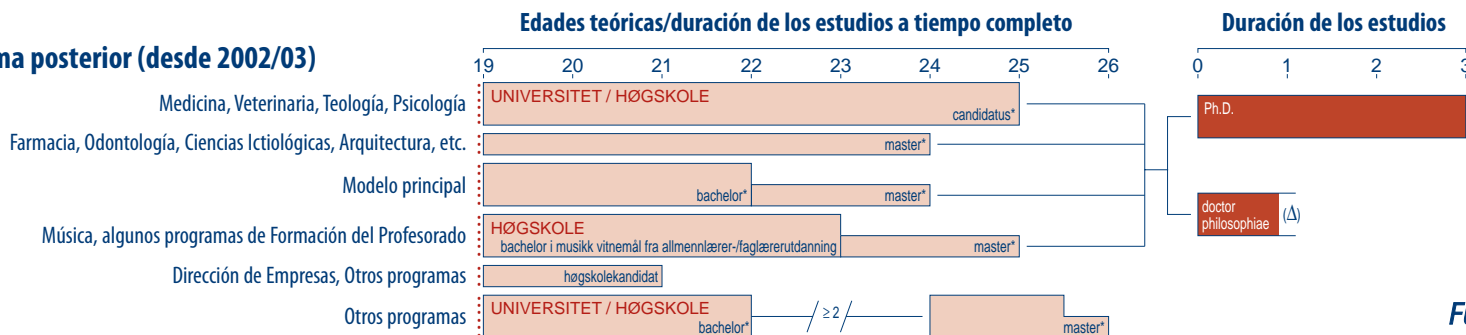 Edades teóricas/duración de los estudios a tiempo completo
Duración de los estudios
ma posterior (desde 2002/03)
19 20 21 22 23 24 25 26
0 1 2 3
Medicina, Veterinaria, Teología, Psicología
UNIVERSITET / HØGSKOLE
candidatus*
Ph.D.
Farmacia, Odontología, Ciencias Ictiológicas, Arquitectura, etc.
master*
Modelo principal
bachelor*
master*
doctor
philosophiae
(Δ)
Música, algunos programas de Formación del Profesorado
HØGSKOLE
bachelor i musikk vitnemål fra allmennlærer-/faglærerutdanning
master*
Dirección de Empresas, Otros programas
høgskolekandidat
Otros programas
UNIVERSITET / HØGSKOLE
bachelor*
≥ 2
master*